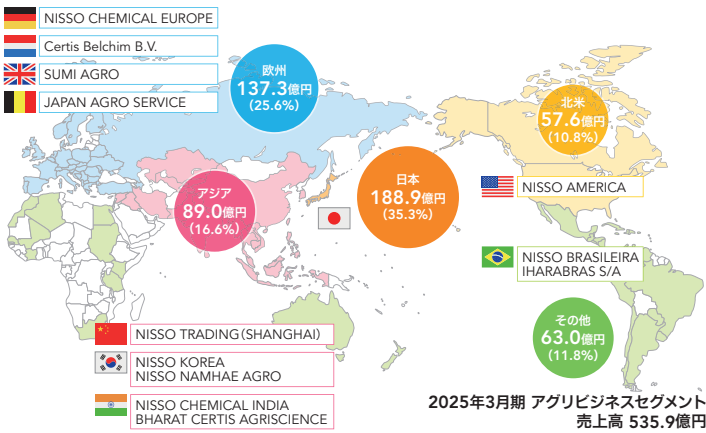 NISSO CHEMICAL EUROPE
Certis Belchim B.V.
SUMI AGRO
JAPAN AGRO SERVICE
欧州
137.3億円
(25.6%)
北米
57.6億円
(10.8%)
アジア
89.0億円
(16.6%)
日本
188.9億円
(35.3%)
NISSO AMERICA
NISSO BRASILEIRA
IHARABRAS S/A
その他
63.0億円
(11.8%)
NISSO TRADING(SHANGHAI)
NISSO KOREA
NISSO NAMHAE AGRO
NISSO CHEMICAL INDIA
BHARAT CERTIS AGRISCIENCE
2025年3月期 アグリビジネスセグメント
売上高 535.9億円